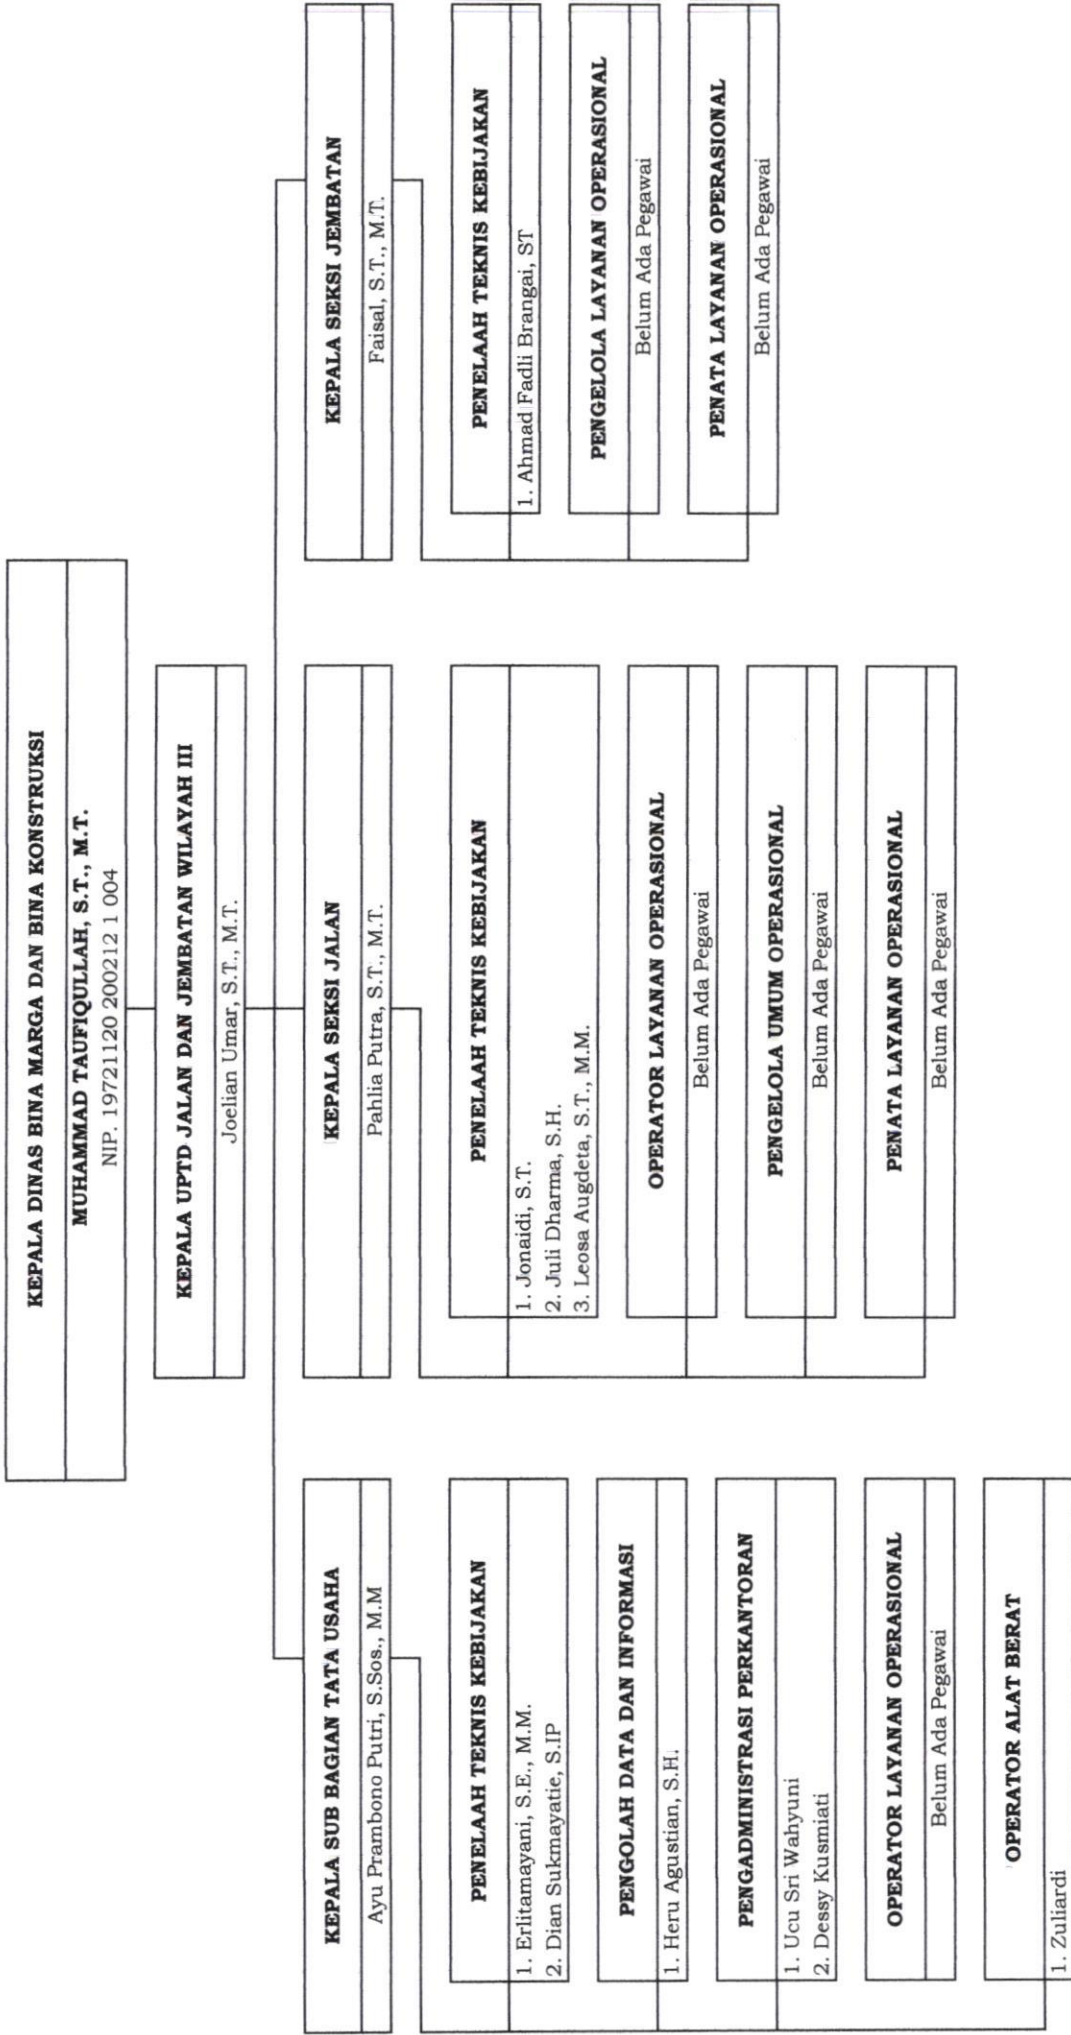 KEPALA DINAS BINA MARGA DAN BINA KONSTRUKSI
MUHAMMAD TAUFIQULLAH, S.T., M.T.
NIP. 19721120 200212 1 004
KEPALA UPTD JALAN DAN JEMBATAN WILAYAH III
Joelian Umar, S.T., M.T.
KEPALA SUB BAGIAN TATA USAHA
Ayu Prambono Putri, S.Sos., M.M
PENELAAH TEKNIS KEBIJAKAN
1. Erlitamayani, S.E., M.M.
2. Dian Sukmayatie, S.IP
PENGOLAH DATA DAN INFORMASI
1. Heru Agustian, S.H.
PENGADMINISTRASI PERKANTORAN
1. Ucu Sri Wahyuni
2. Dessy Kusmiati
OPERATOR LAYANAN OPERASIONAL
Belum Ada Pegawai
OPERATOR ALAT BERAT
1. Zuliardi
KEPALA SEKSI JALAN
Pahlia Putra, S.T., M.T.
PENELAAH TEKNIS KEBIJAKAN
1. Jonaidi, S.T.
2. Juli Dharma, S.H.
3. Leosa Augdeta, S.T., M.M.
OPERATOR LAYANAN OPERASIONAL
Belum Ada Pegawai
PENGELOLA UMUM OPERASIONAL
Belum Ada Pegawai
PENATA LAYANAN OPERASIONAL
Belum Ada Pegawai
KEPALA SEKSI JEMBATAN
Faisal, S.T., M.T.
PENELAAH TEKNIS KEBIJAKAN
1. Ahmad Fadli Brangai, ST
PENGELOLA LAYANAN OPERASIONAL
Belum Ada Pegawai
PENATA LAYANAN OPERASIONAL
Belum Ada Pegawai